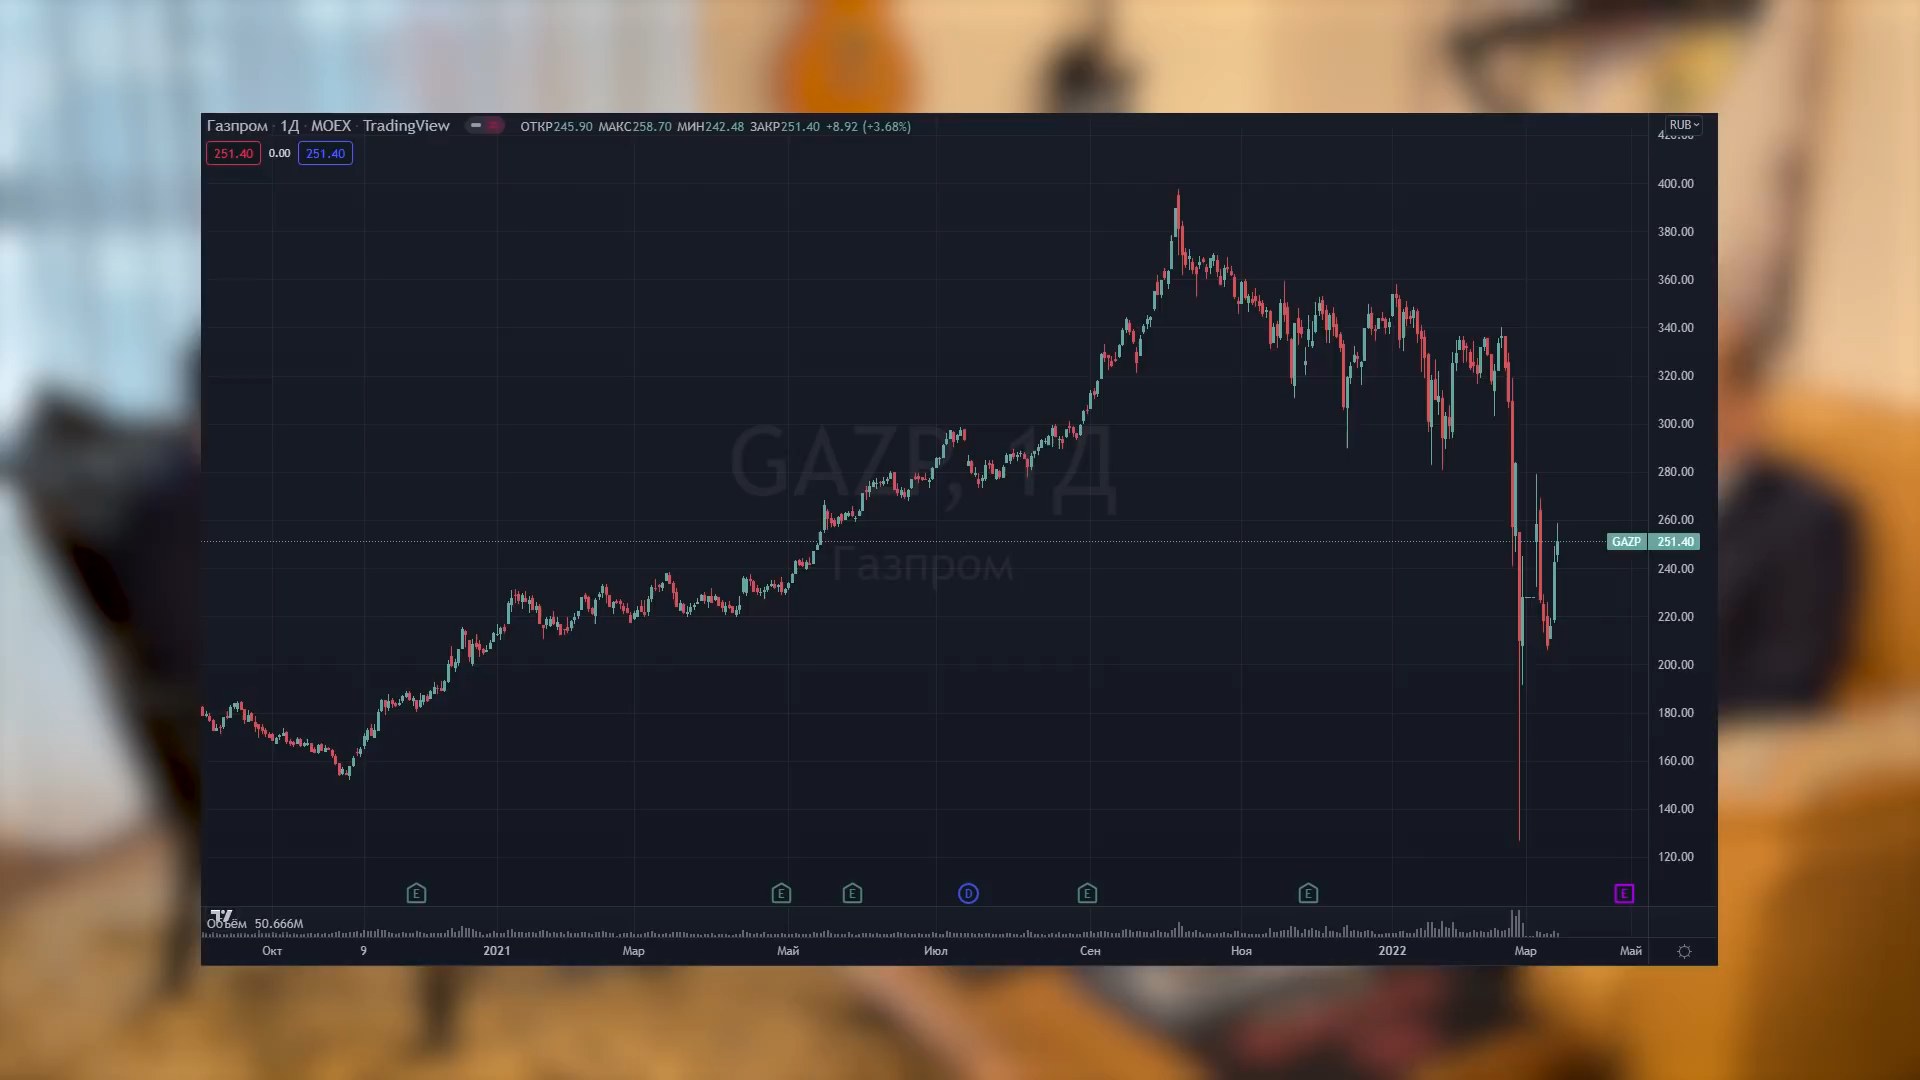 Газпром · 1Д · MOEX · TradingView ОТКР245.90 МАКС258.70 МИН242.48 ЗАКР251.40 +8.92 (+3.68%)
RUB
251.40 0.00 251.40
420.00
400.00
380.00
360.00
340.00
320.00
300.00
280.00
260.00
GAZP 251.40
240.00
220.00
200.00
180.00
160.00
140.00
120.00
GAZP, 1Д
Газпром
E E E D E E E
Объём 50.666M
Окт 9 2021 Мар Май Июл Сен Ноя 2022 Мар Май